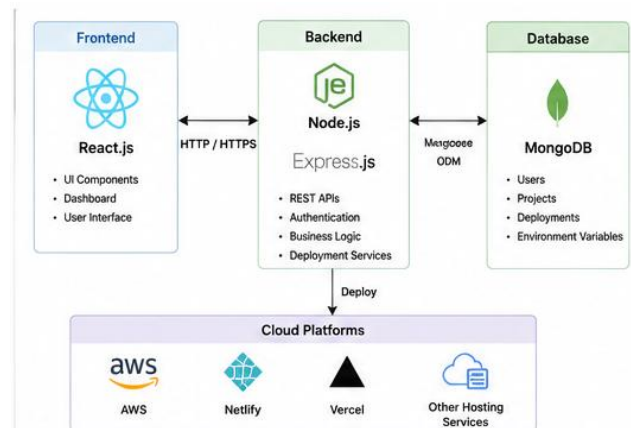 Frontend
React.js
• UI Components
• Dashboard
• User Interface
HTTP / HTTPS
Backend
Node.js
Express.js
• REST APIs
• Authentication
• Business Logic
• Deployment Services
ODM
Database
MongoDB
• Users
• Projects
• Deployments
• Environment Variables
Deploy
Cloud Platforms
aws
AWS
Netlify
Vercel
Other Hosting
Services